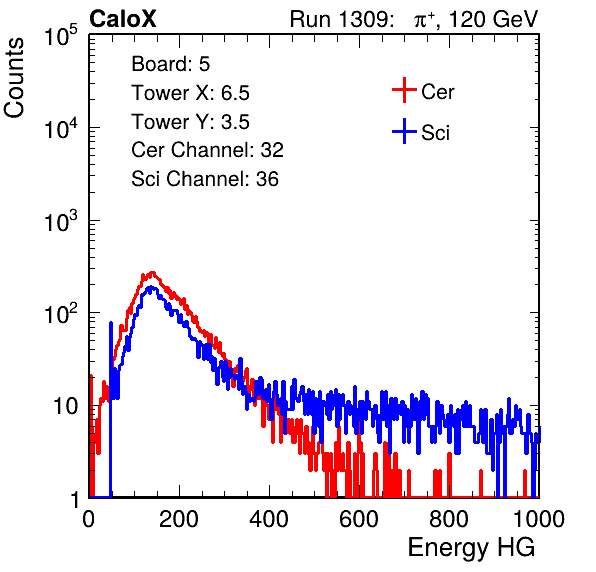 CaloX Run 1309: π⁺, 120 GeV
Counts
Board: 5
Tower X: 6.5
Tower Y: 3.5
Cer Channel: 32
Sci Channel: 36
Cer
Sci
10⁵
10⁴
10³
10²
10
1
0 200 400 600 800 1000
Energy HG